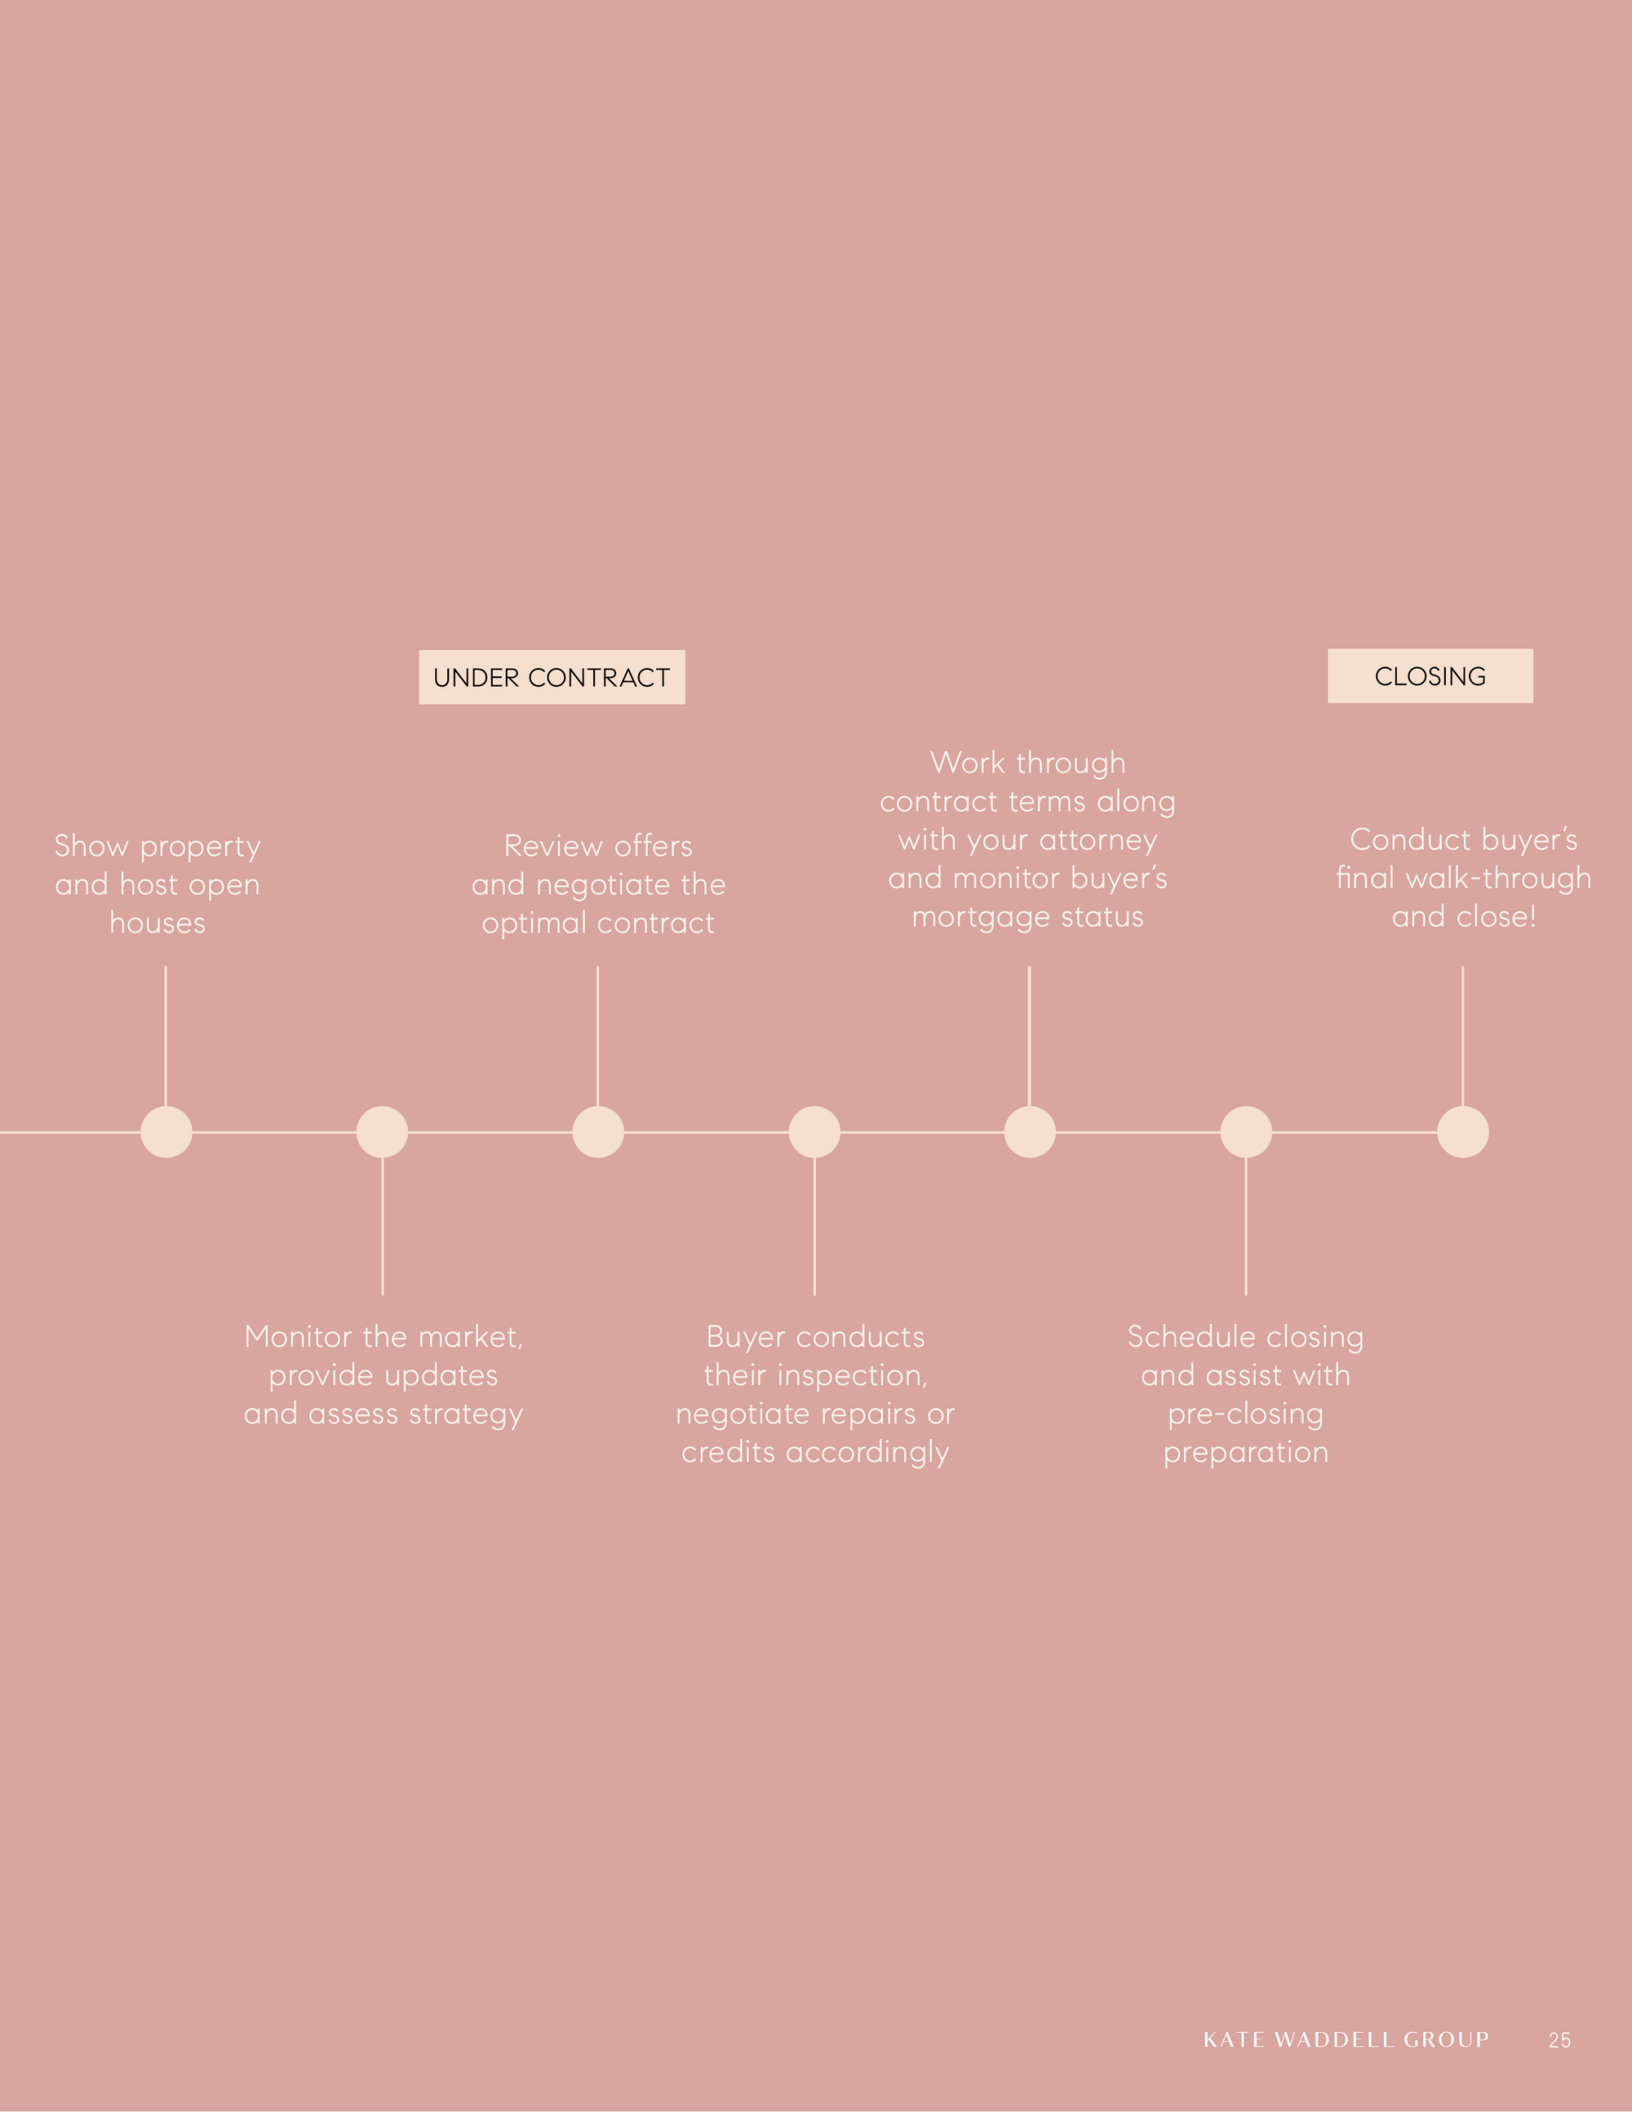 UNDER CONTRACT
CLOSING
Show property
and host open
houses
Review offers
and negotiate the
optimal contract
Work through
contract terms along
with your attorney
and monitor buyer's
mortgage status
Conduct buyer's
final walk-through
and close!
Monitor the market,
provide updates
and assess strategy
Buyer conducts
their inspection,
negotiate repairs or
credits accordingly
Schedule closing
and assist with
pre-closing
preparation
KATE WADDELL GROUP 25